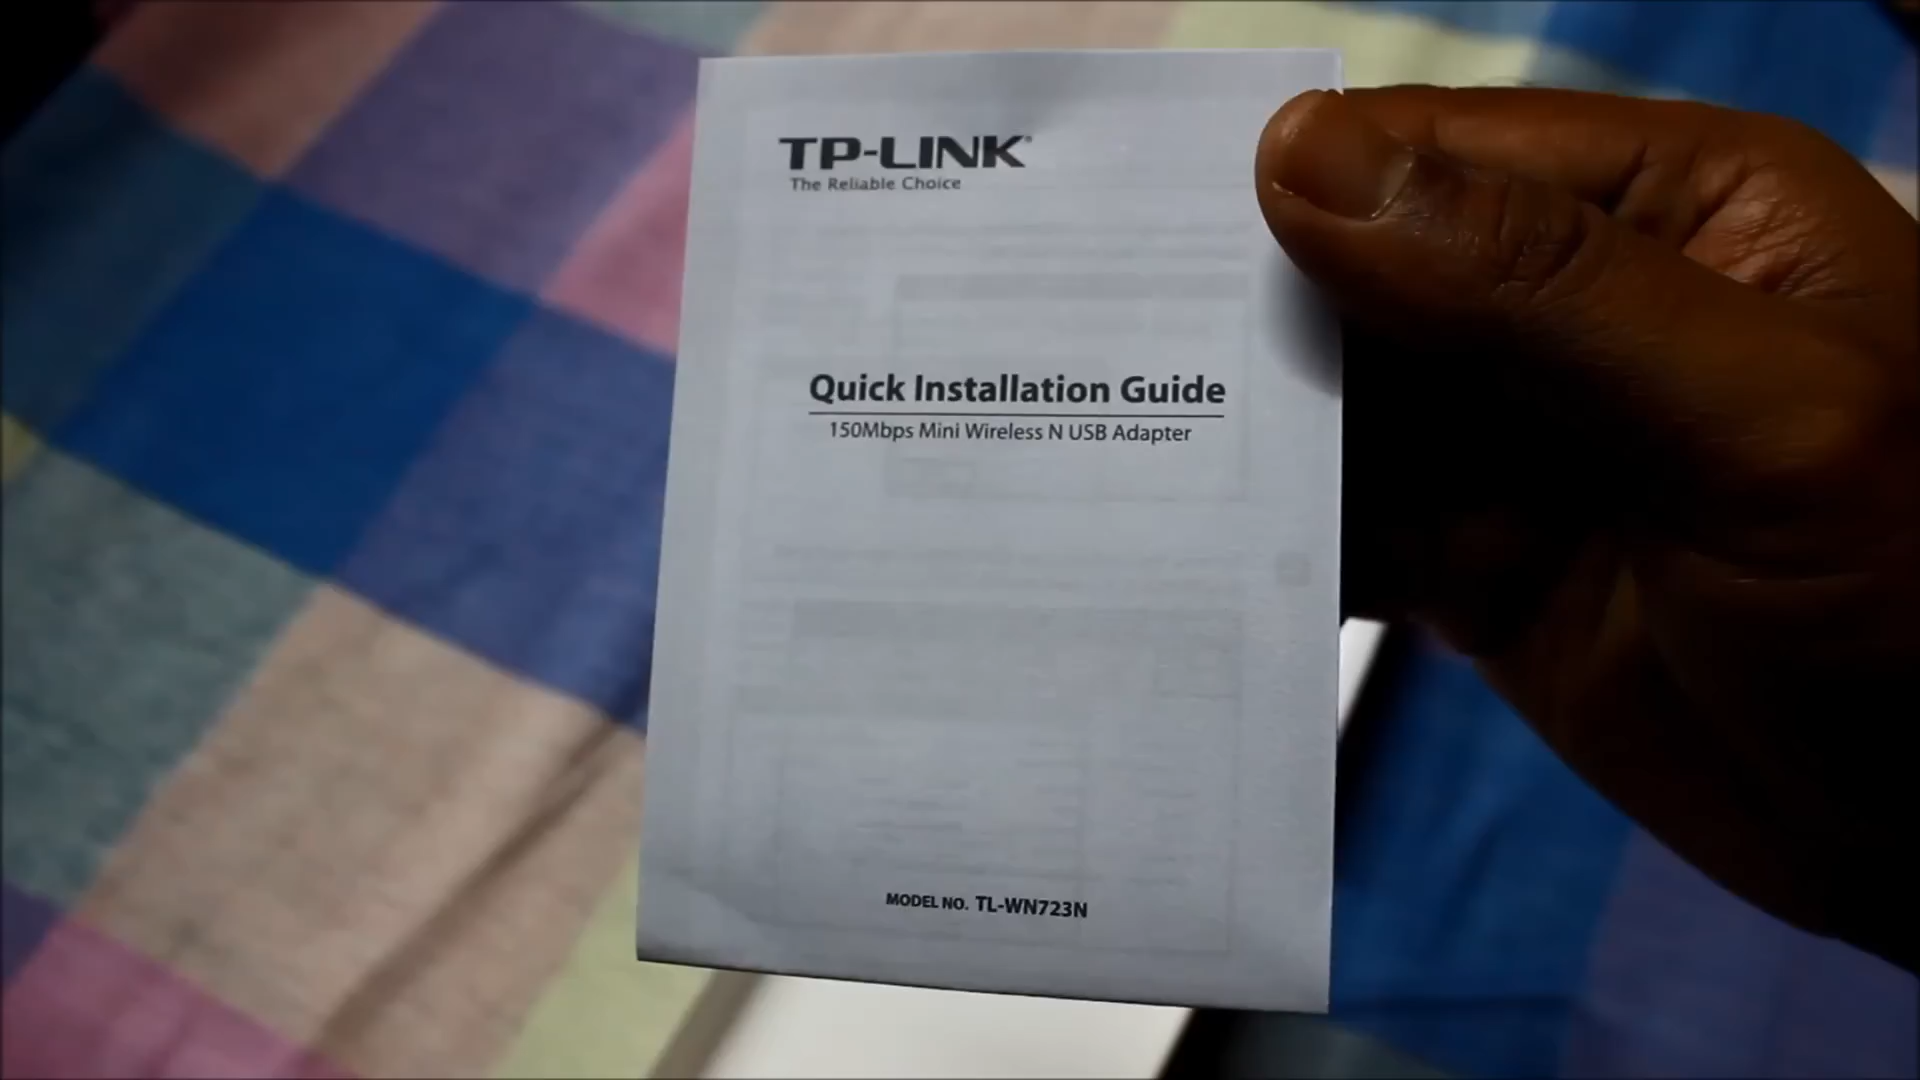 TP-LINK®
The Reliable Choice
Quick Installation Guide
150Mbps Mini Wireless N USB Adapter
MODEL NO. TL-WN723N